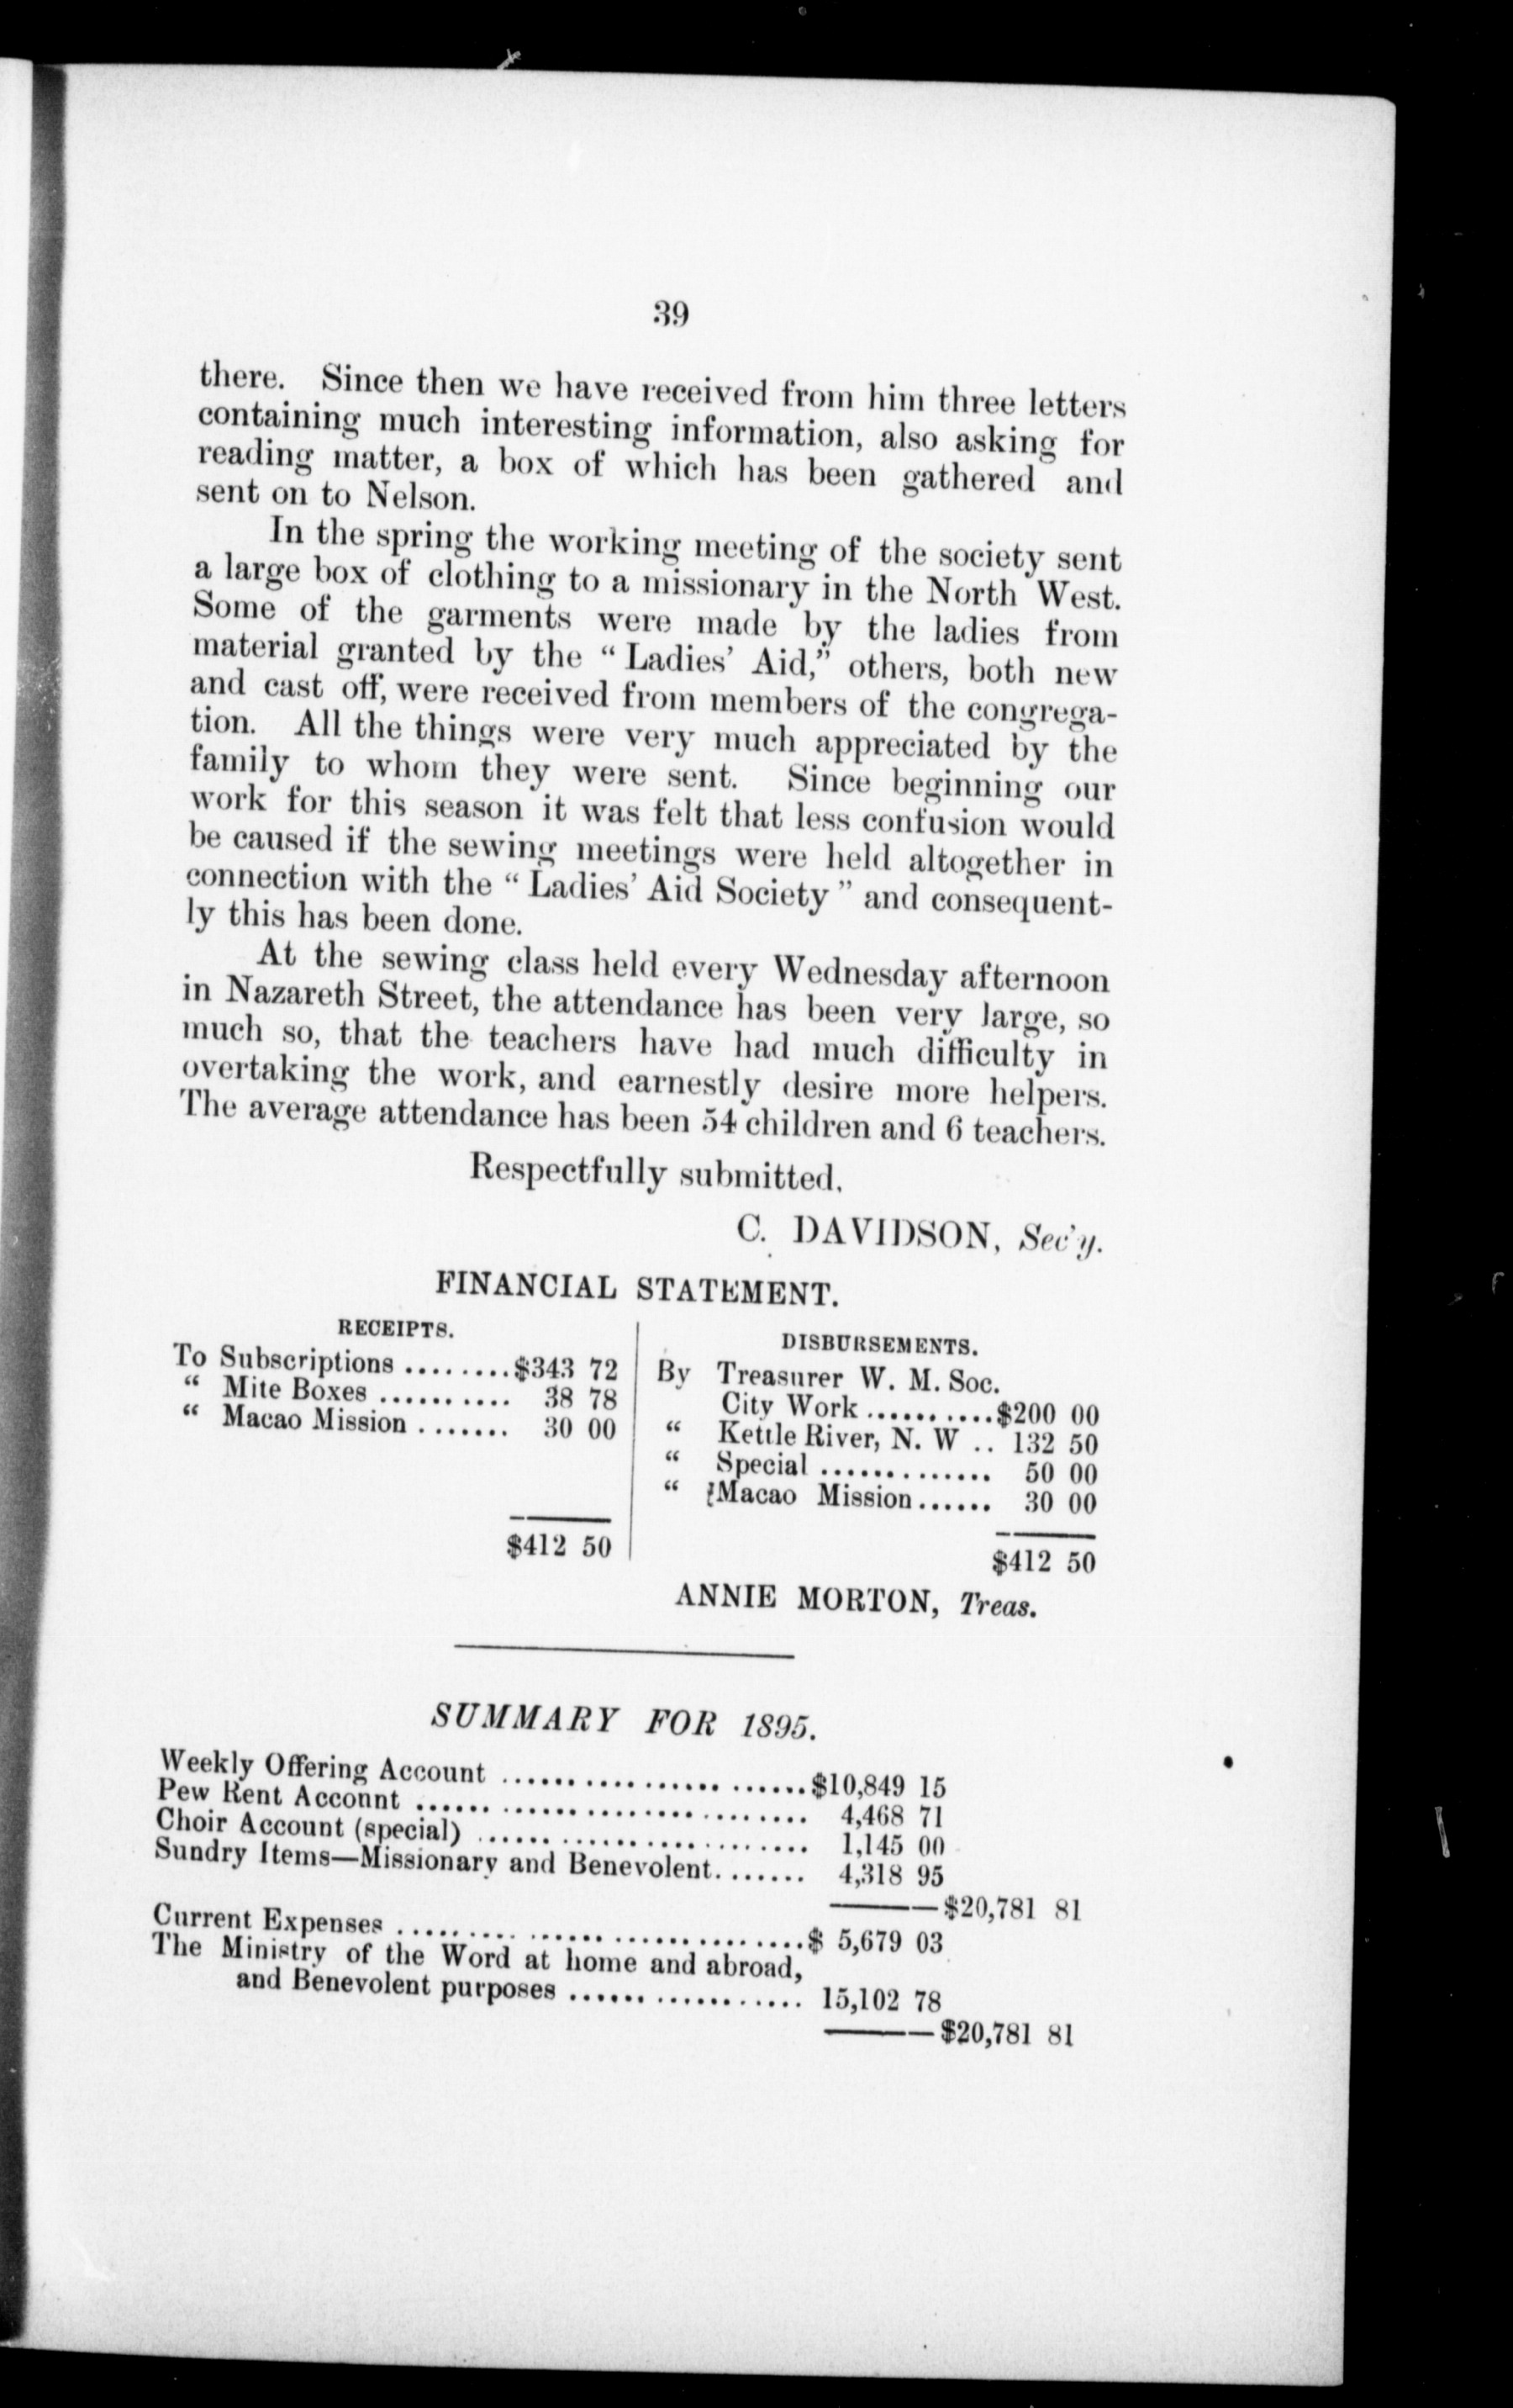 39
there. Since then we have received from him three letters
containing much interesting information, also asking for
reading matter, a box of which has been gathered and
sent on to Nelson.
In the spring the working meeting of the society sent
a large box of clothing to a missionary in the North West.
Some of the garments were made by the ladies from
material granted by the “ Ladies’ Aid,” others, both new
and cast off, were received from members of the congrega-
tion. All the things were very much appreciated by the
family to whom they were sent. Since beginning our
work for this season it was felt that less confusion would
be caused if the sewing meetings were held altogether in
connection with the “ Ladies’ Aid Society ” and consequent-
ly this has been done.
At the sewing class held every Wednesday afternoon
in Nazareth Street, the attendance has been very large, so
much so, that the teachers have had much difficulty in
overtaking the work, and earnestly desire more helpers.
The average attendance has been 54 children and 6 teachers.
Respectfully submitted.
C. DAVIDSON, Sec'y.
FINANCIAL STATEMENT.
RECEIPTS.
To Subscriptions ........$343 72
“ Mite Boxes .......... 38 78
“ Macao Mission ....... 30 00
$412 50
DISBURSEMENTS.
By Treasurer W. M. Soc.
City Work ..........$200 00
“ Kettle River, N. W .. 132 50
“ Special ............. 50 00
“ Macao Mission...... 30 00
$412 50
ANNIE MORTON, Treas.
SUMMARY FOR 1895.
Weekly Offering Account ........................$10,849 15
Pew Rent Acconnt .............................. 4,468 71
Choir Account (special) ......................... 1,145 00
Sundry Items—Missionary and Benevolent........ 4,318 95
———— $20,781 81
Current Expenses ...............................$ 5,679 03
The Ministry of the Word at home and abroad,
and Benevolent purposes .................. 15,102 78
———— $20,781 81